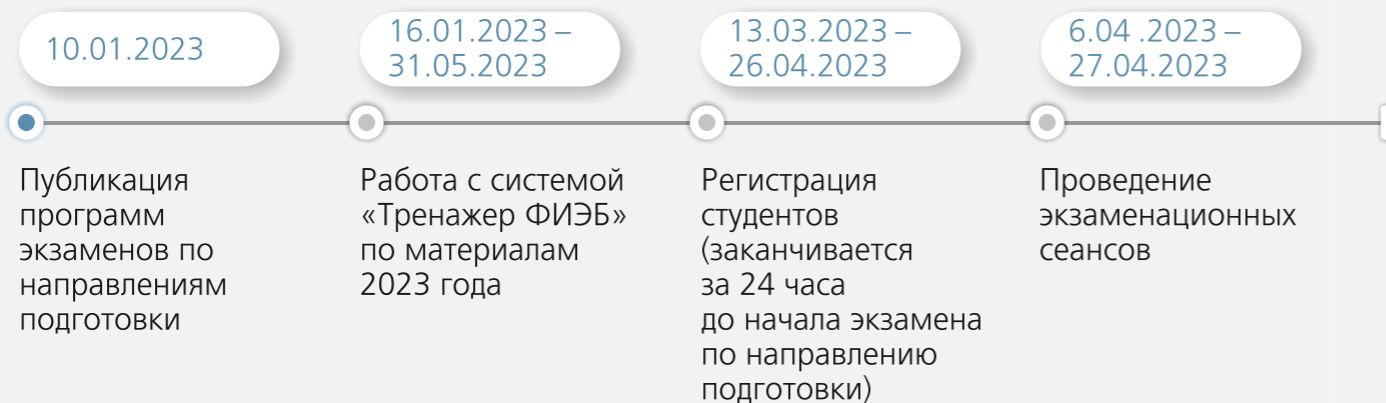 10.01.2023
16.01.2023 –
31.05.2023
13.03.2023 –
26.04.2023
6.04 .2023 –
27.04.2023
Публикация
программ
экзаменов по
направлениям
подготовки
Работа с системой
«Тренажер ФИЭБ»
по материалам
2023 года
Регистрация
студентов
(заканчивается
за 24 часа
до начала экзамена
по направлению
подготовки)
Проведение
экзаменационных
сеансов